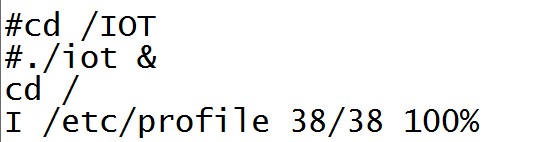 #cd /IOT
#./iot &
cd /
I /etc/profile 38/38 100%